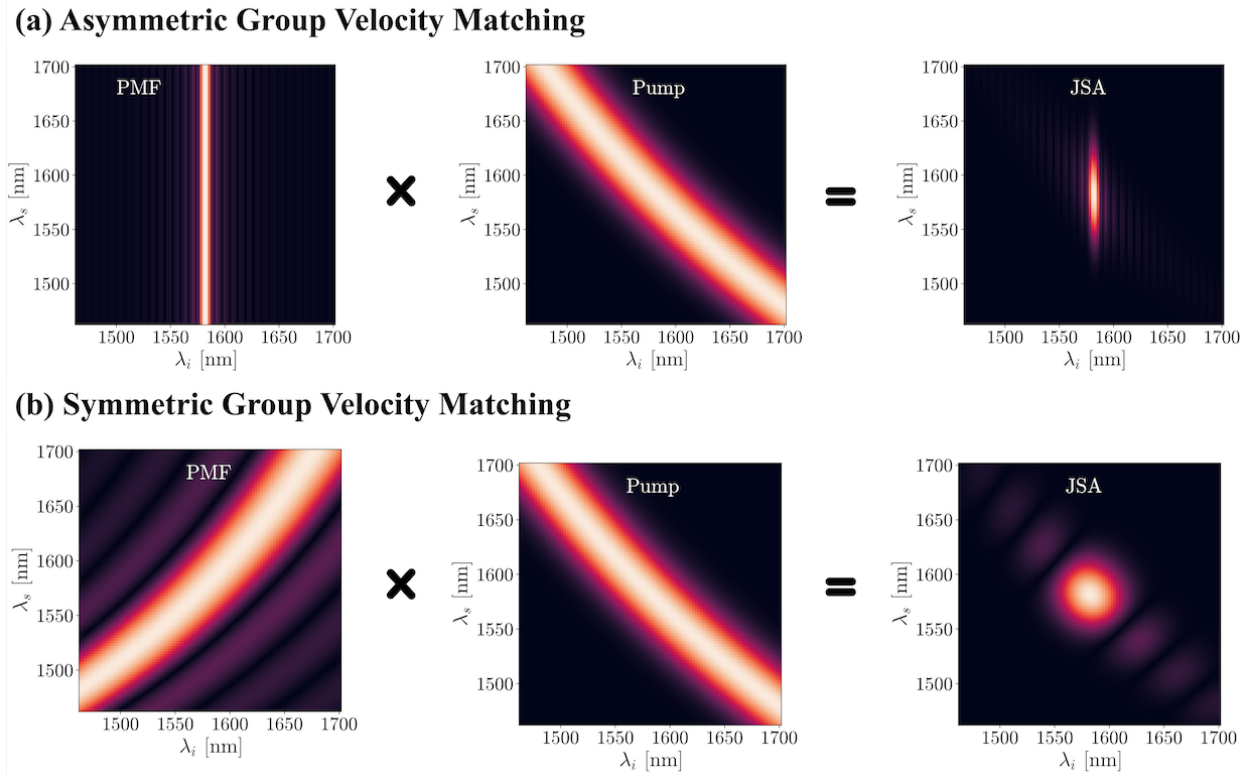 (a) Asymmetric Group Velocity Matching
PMF
1700
1650
1600
1550
1500
λs [nm]
1500 1550 1600 1650 1700
λi [nm]
×
Pump
1700
1650
1600
1550
1500
λs [nm]
1500 1550 1600 1650 1700
λi [nm]
=
JSA
1700
1650
1600
1550
1500
λs [nm]
1500 1550 1600 1650 1700
λi [nm]
(b) Symmetric Group Velocity Matching
PMF
1700
1650
1600
1550
1500
λs [nm]
1500 1550 1600 1650 1700
λi [nm]
×
Pump
1700
1650
1600
1550
1500
λs [nm]
1500 1550 1600 1650 1700
λi [nm]
=
JSA
1700
1650
1600
1550
1500
λs [nm]
1500 1550 1600 1650 1700
λi [nm]